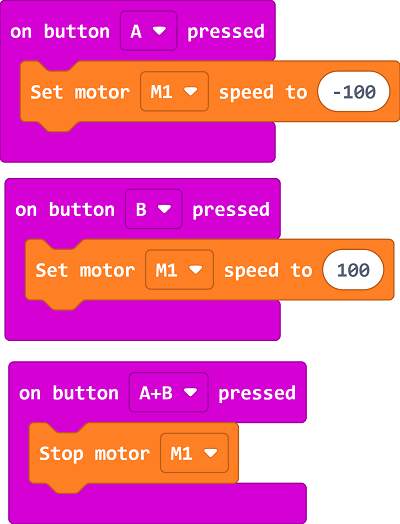 on button A pressed
Set motor M1 speed to -100
on button B pressed
Set motor M1 speed to 100
on button A+B pressed
Stop motor M1